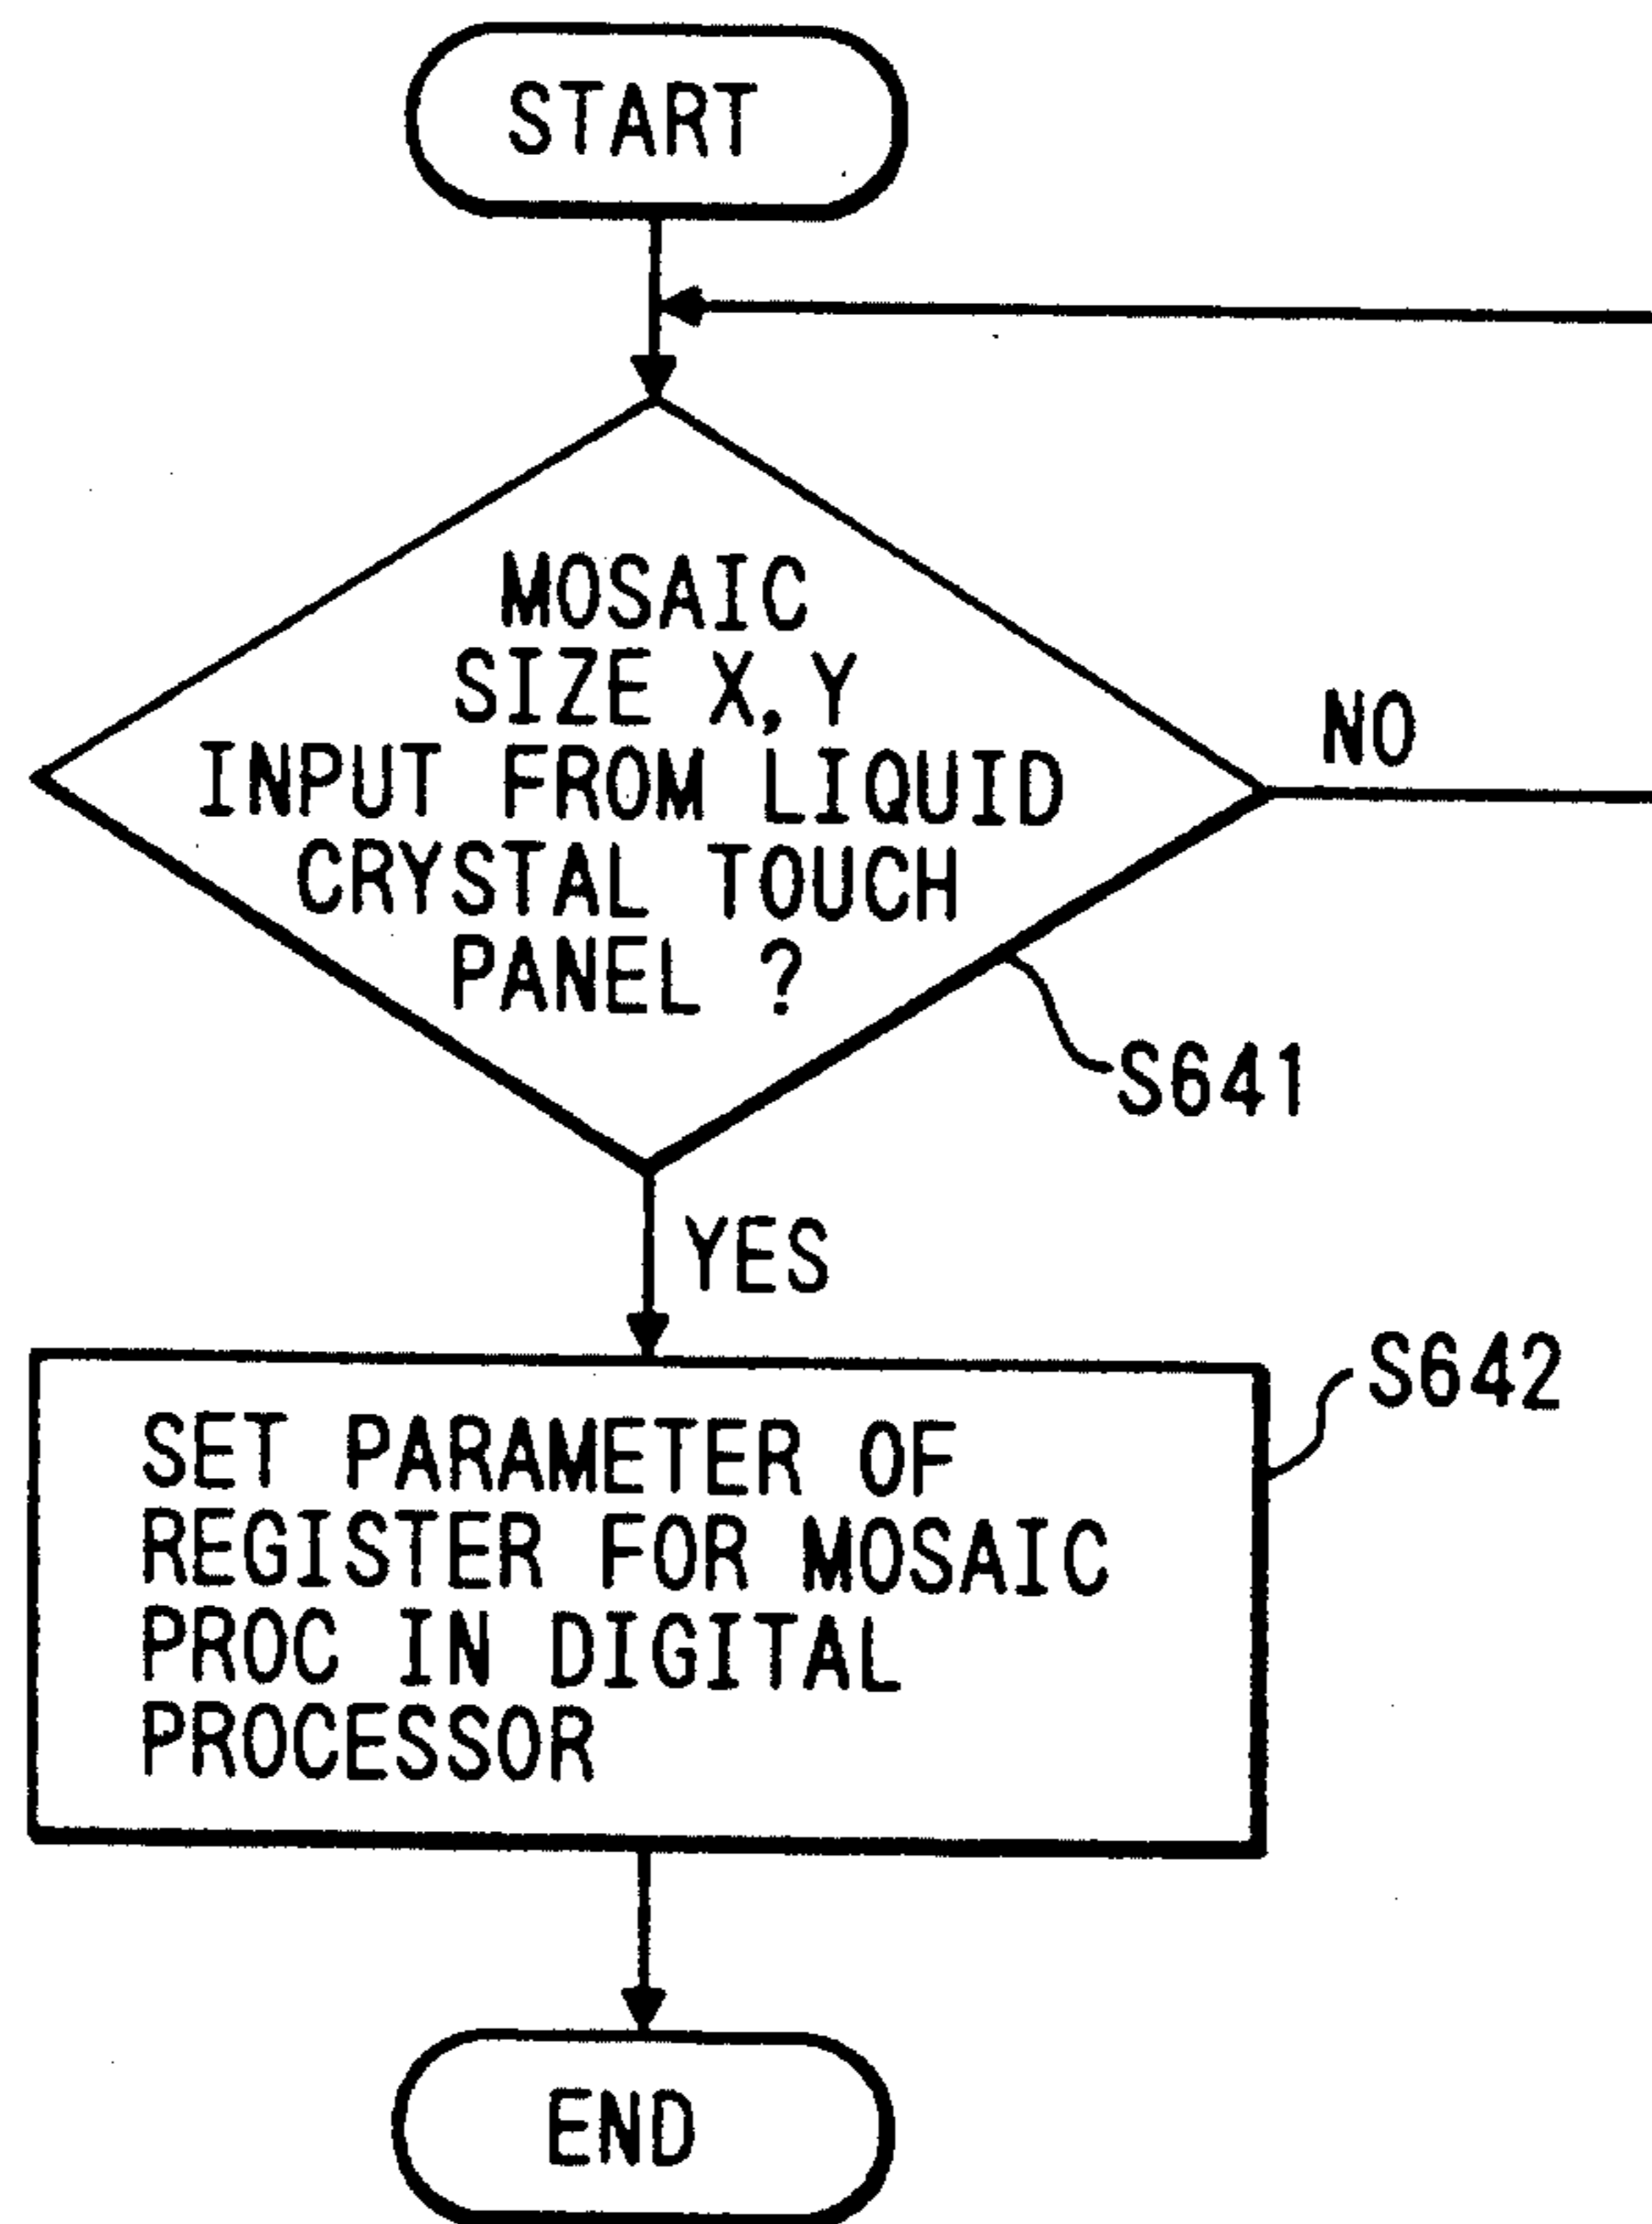 START
MOSAIC
SIZE X,Y
INPUT FROM LIQUID
CRYSTAL TOUCH
PANEL ?
NO
S641
YES
S642
SET PARAMETER OF
REGISTER FOR MOSAIC
PROC IN DIGITAL
PROCESSOR
END